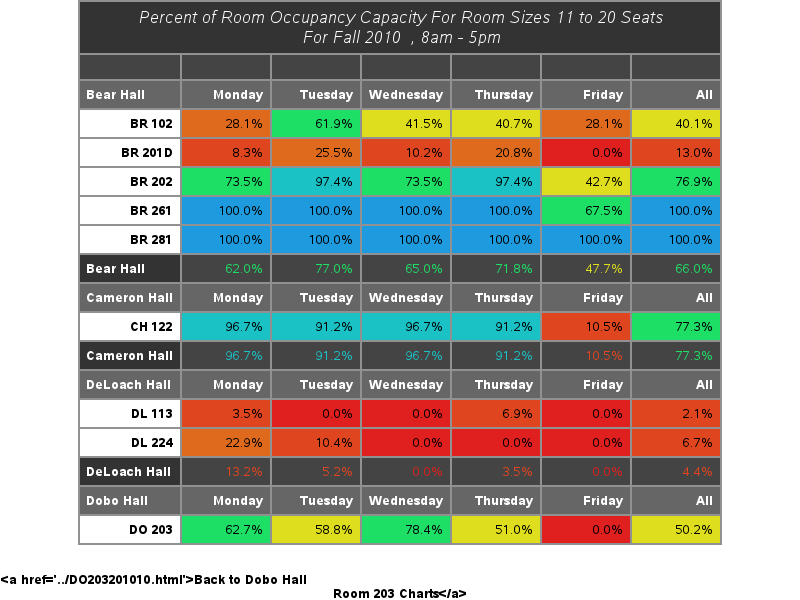 Percent of Room Occupancy Capacity For Room Sizes 11 to 20 Seats
For Fall 2010 , 8am - 5pm
Bear Hall Monday Tuesday Wednesday Thursday Friday All
BR 102 28.1% 61.9% 41.5% 40.7% 28.1% 40.1%
BR 201D 8.3% 25.5% 10.2% 20.8% 0.0% 13.0%
BR 202 73.5% 97.4% 73.5% 97.4% 42.7% 76.9%
BR 261 100.0% 100.0% 100.0% 100.0% 67.5% 100.0%
BR 281 100.0% 100.0% 100.0% 100.0% 100.0% 100.0%
Bear Hall 62.0% 77.0% 65.0% 71.8% 47.7% 66.0%
Cameron Hall Monday Tuesday Wednesday Thursday Friday All
CH 122 96.7% 91.2% 96.7% 91.2% 10.5% 77.3%
Cameron Hall 96.7% 91.2% 96.7% 91.2% 10.5% 77.3%
DeLoach Hall Monday Tuesday Wednesday Thursday Friday All
DL 113 3.5% 0.0% 0.0% 6.9% 0.0% 2.1%
DL 224 22.9% 10.4% 0.0% 0.0% 0.0% 6.7%
DeLoach Hall 13.2% 5.2% 0.0% 3.5% 0.0% 4.4%
Dobo Hall Monday Tuesday Wednesday Thursday Friday All
DO 203 62.7% 58.8% 78.4% 51.0% 0.0% 50.2%
<a href='../DO203201010.html'>Back to Dobo Hall
Room 203 Charts</a>